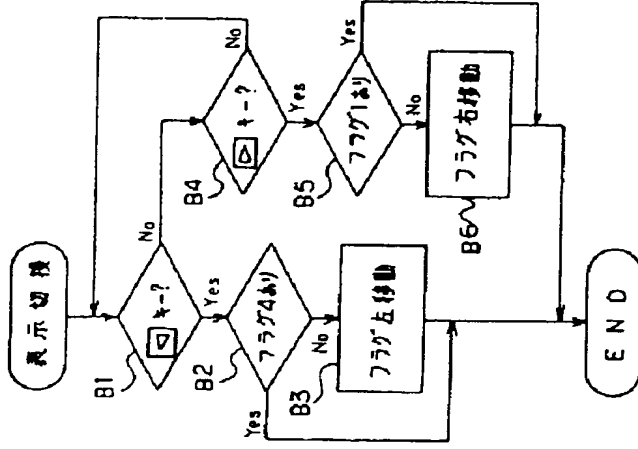 表示切換
B1
◁ キー?
No
Yes
B2
フラグ4あり
Yes
No
B3
フラグ左移動
B4
▷ キー?
No
Yes
B5
フラグ1あり
Yes
No
B6
フラグ右移動
END